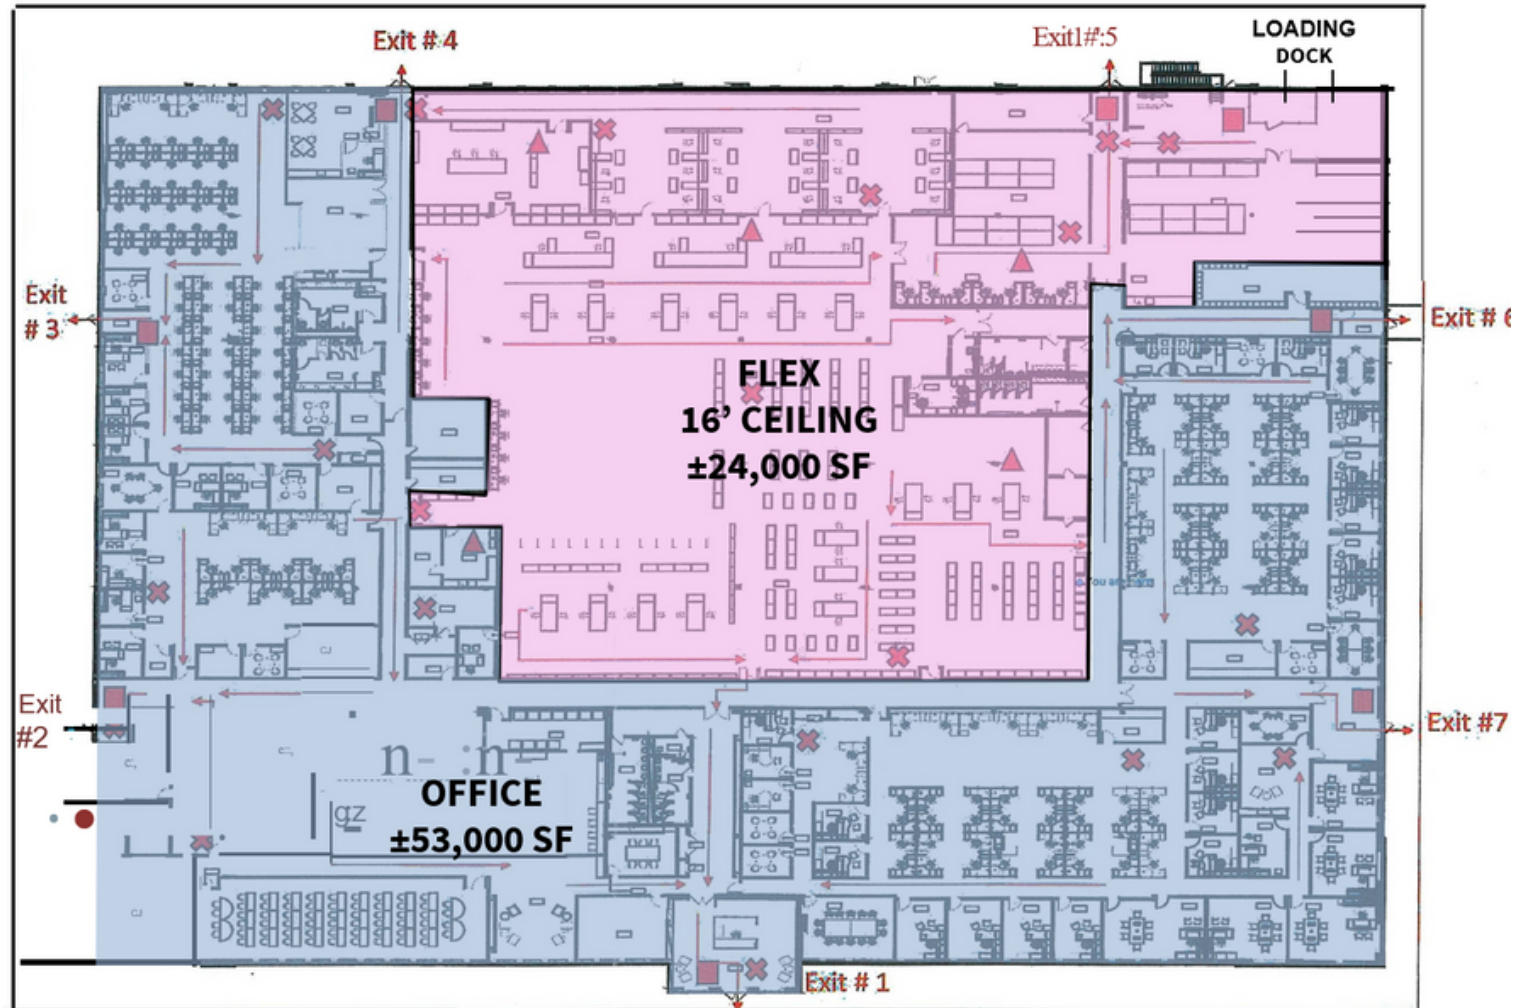 Exit # 4
Exit1#':5
LOADING
DOCK
Exit
# 3
Exit # 6
FLEX
16’ CEILING
±24,000 SF
Exit
#2
Exit #7
n- :n-
OFFICE
gz
±53,000 SF
Exit # 1